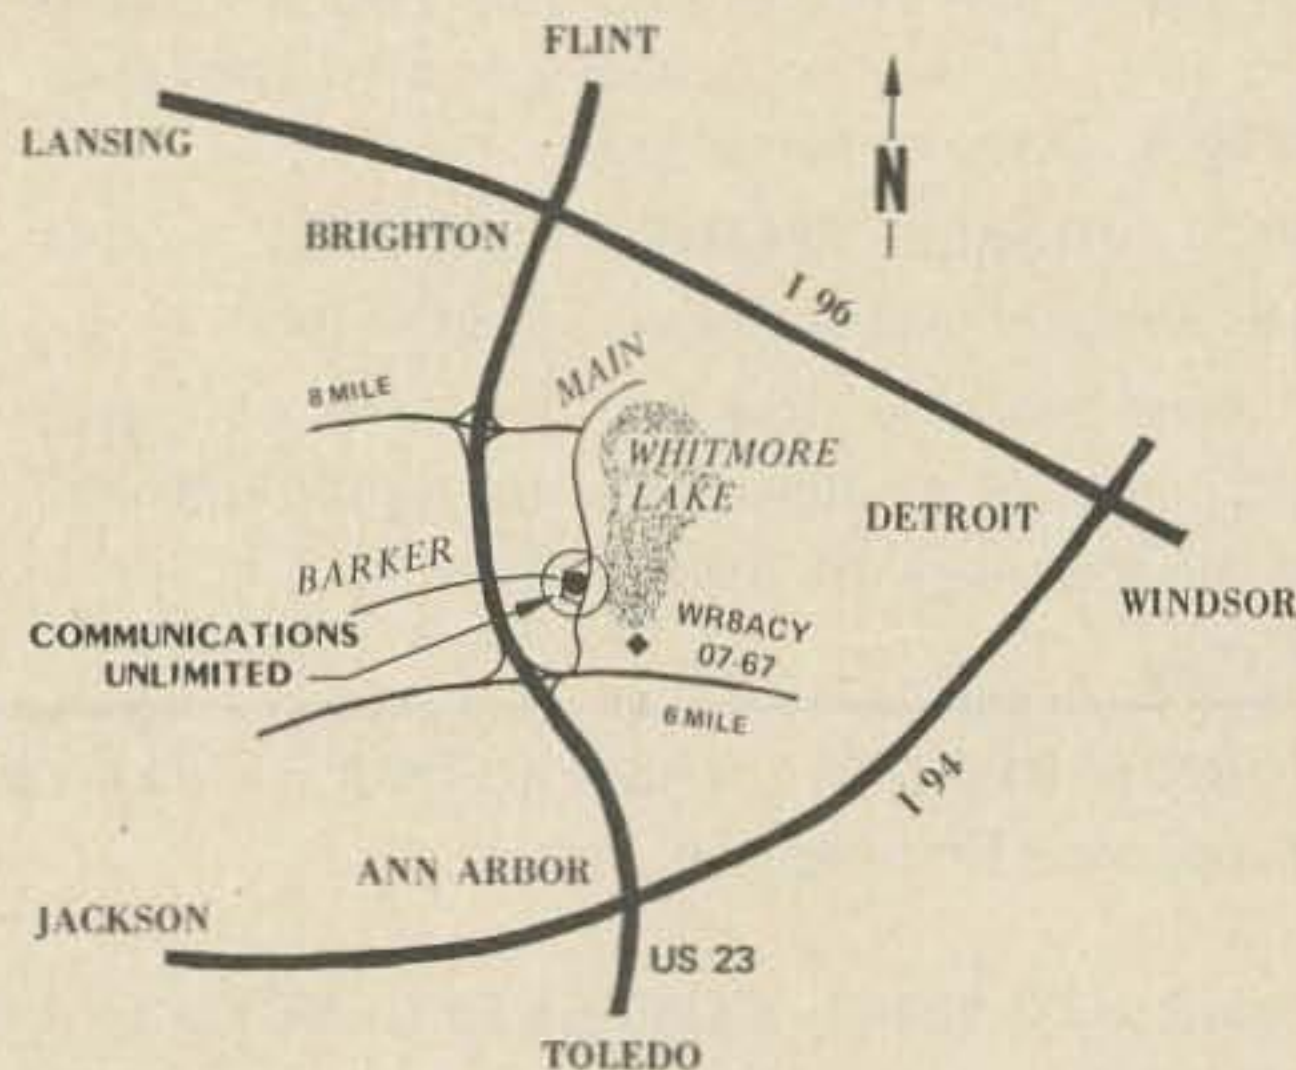 FLINT
LANSING
N
BRIGHTON
I 96
MAIN
8 MILE
WHITMORE
LAKE
DETROIT
BARKER
WINDSOR
COMMUNICATIONS
UNLIMITED
WR8ACY
07-67
6 MILE
I 94
ANN ARBOR
JACKSON
US 23
TOLEDO